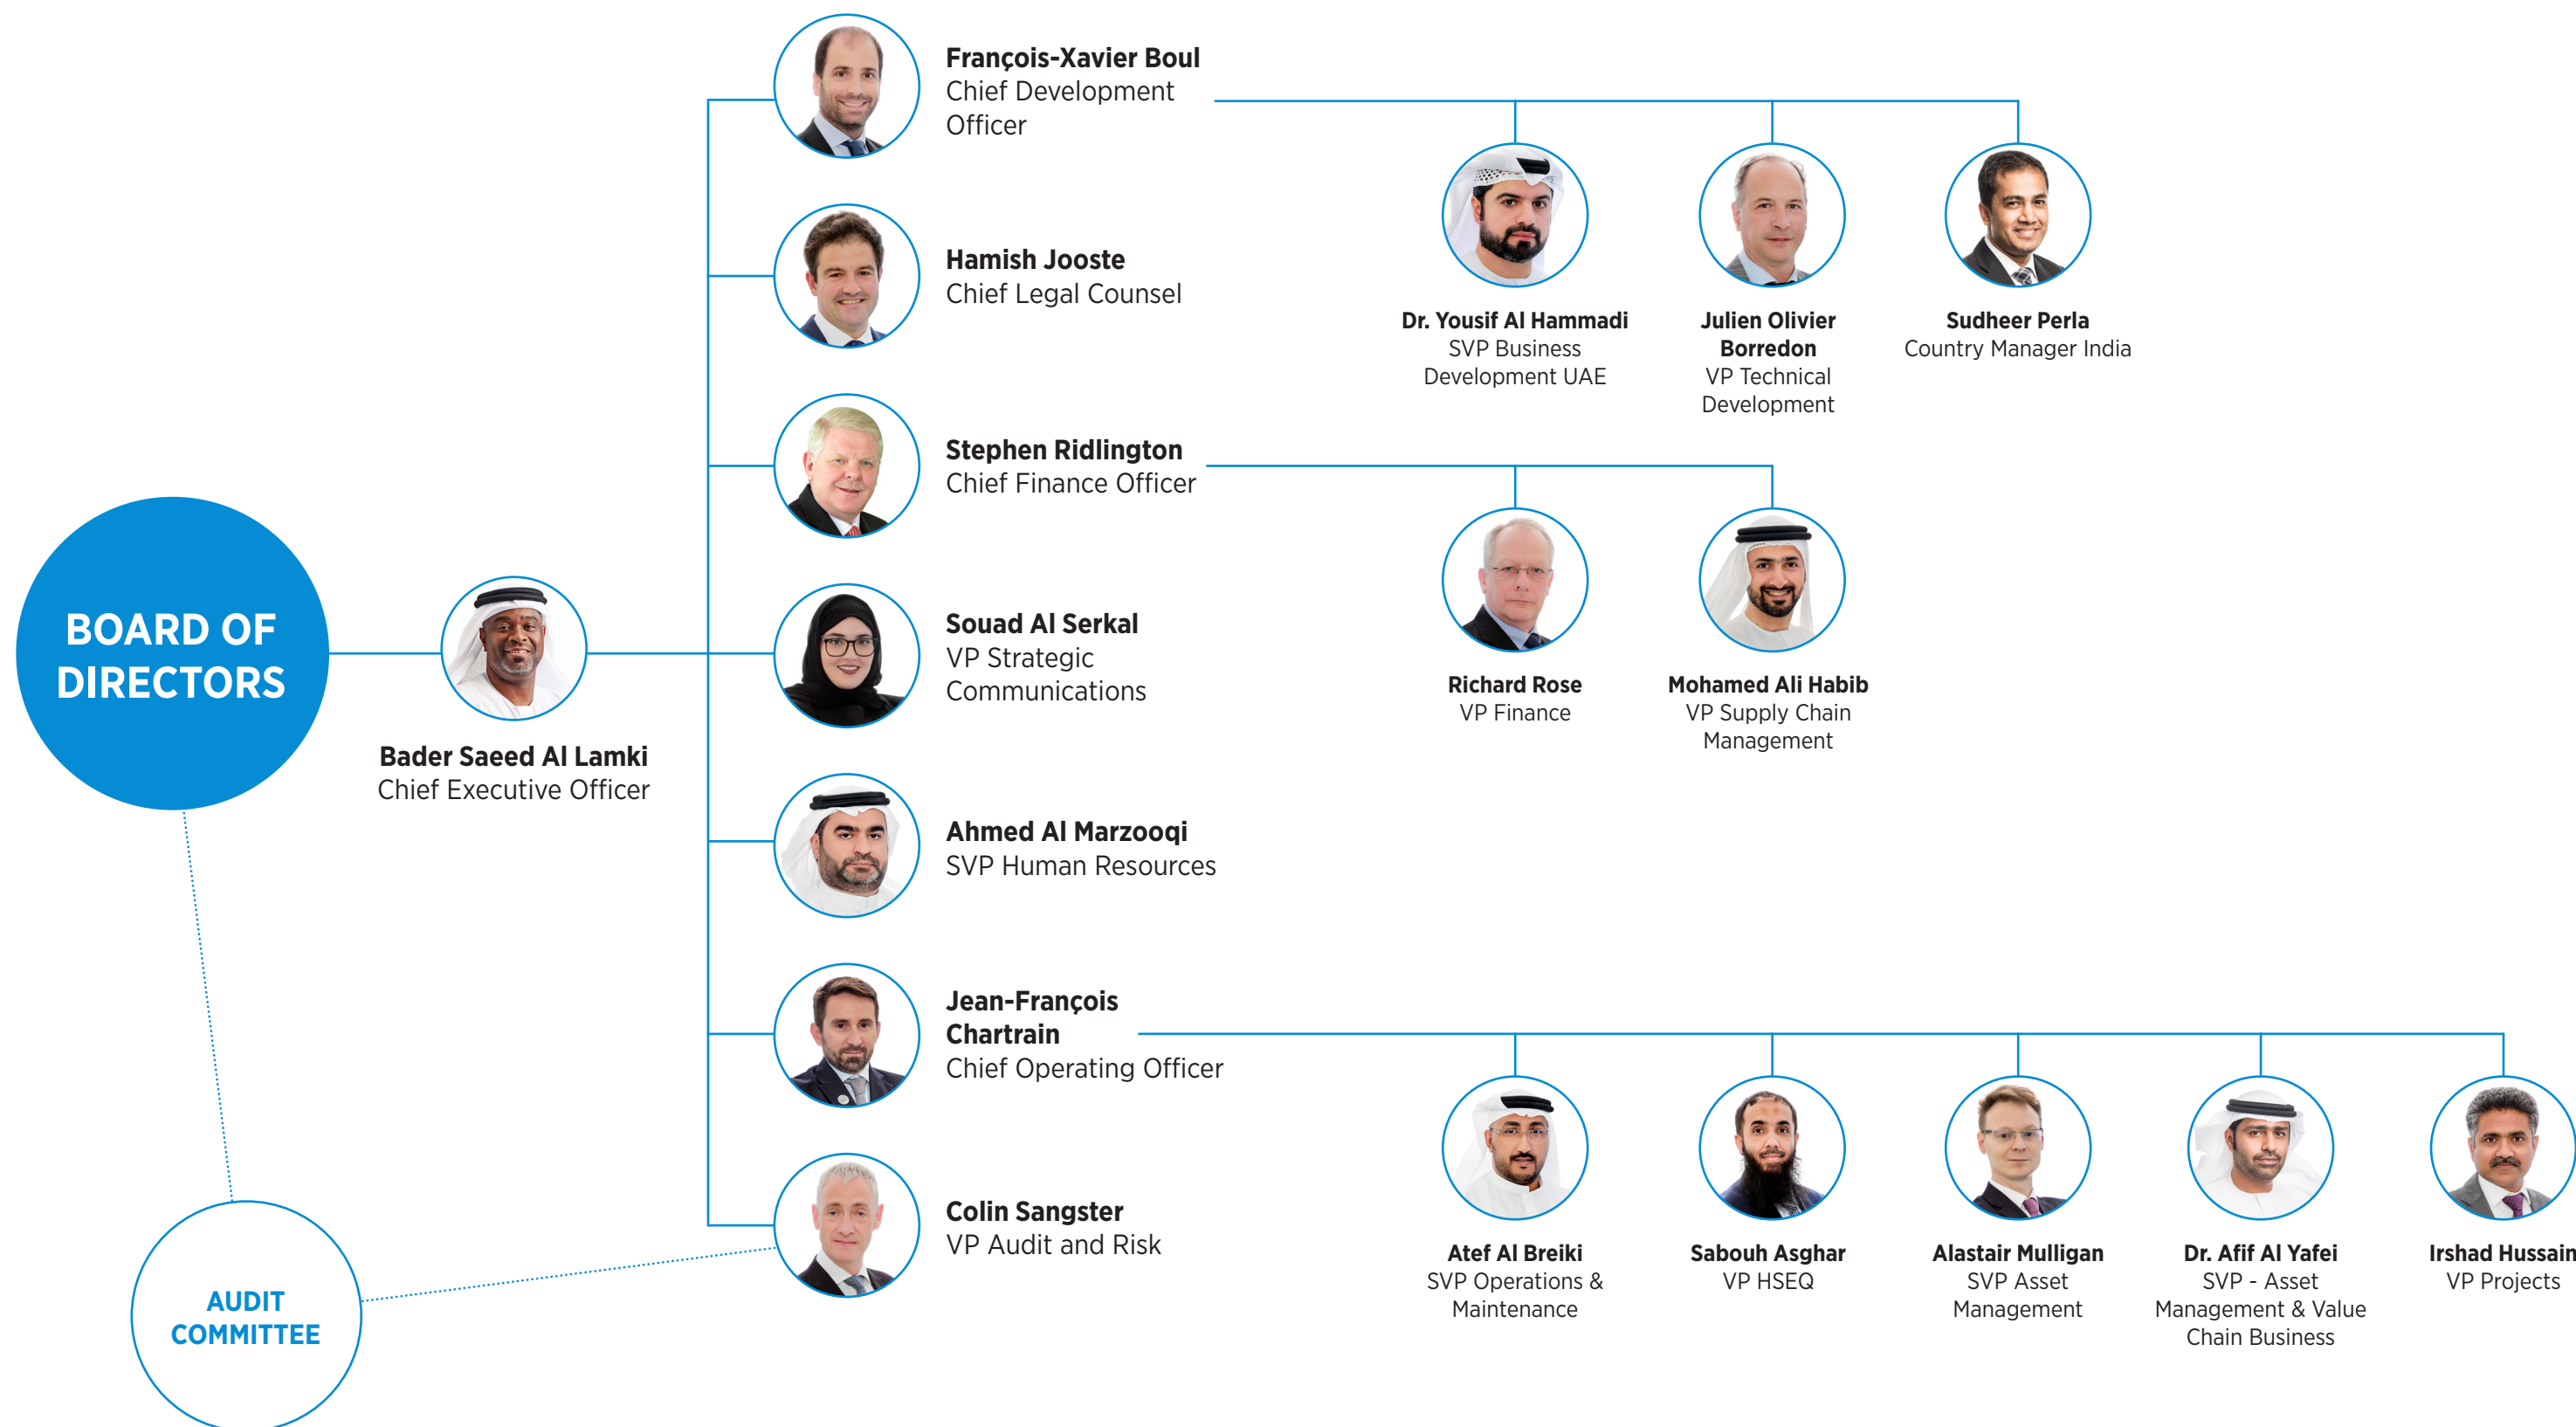 François-Xavier Boul
Chief Development
Officer
Hamish Jooste
Chief Legal Counsel
Dr. Yousif Al Hammadi
SVP Business
Development UAE
Julien Olivier
Borredon
VP Technical
Development
Sudheer Perla
Country Manager India
Stephen Ridlington
Chief Finance Officer
Richard Rose
VP Finance
Mohamed Ali Habib
VP Supply Chain
Management
BOARD OF
DIRECTORS
Bader Saeed Al Lamki
Chief Executive Officer
Souad Al Serkal
VP Strategic
Communications
Ahmed Al Marzooqi
SVP Human Resources
Jean-François
Chartrain
Chief Operating Officer
Atef Al Breiki
SVP Operations &
Maintenance
Sabouh Asghar
VP HSEQ
Alastair Mulligan
SVP Asset
Management
Dr. Afif Al Yafei
SVP - Asset
Management & Value
Chain Business
Irshad Hussain
VP Projects
Colin Sangster
VP Audit and Risk
AUDIT
COMMITTEE